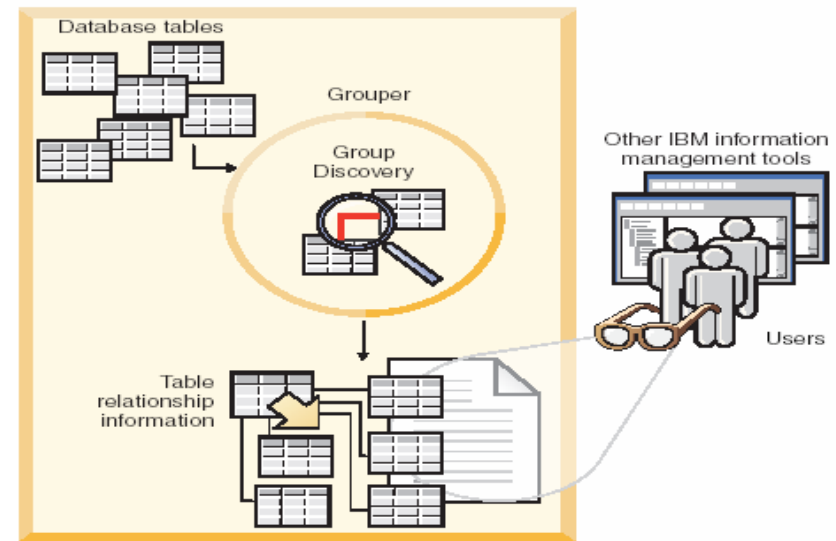 Database tables
Grouper
Group
Discovery
Other IBM information
management tools
Users
Table
relationship
information